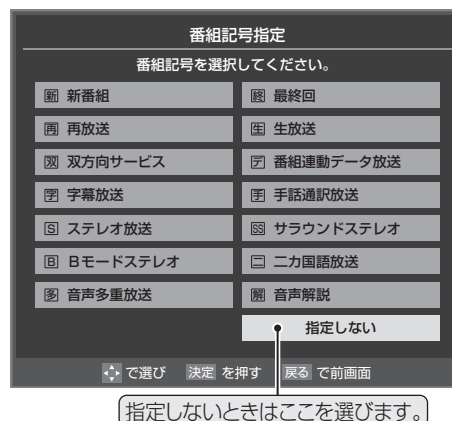 番組記号指定
番組記号を選択してください。
新 新番組
終 最終回
再 再放送
生 生放送
双 双方向サービス
デ 番組連動データ放送
字 字幕放送
手 手話通訳放送
S ステレオ放送
SS サラウンドステレオ
B Bモードステレオ
二 二カ国語放送
多 音声多重放送
解 音声解説
指定しない
で選び 決定 を押す 戻る で前画面
指定しないときはここを選びます。